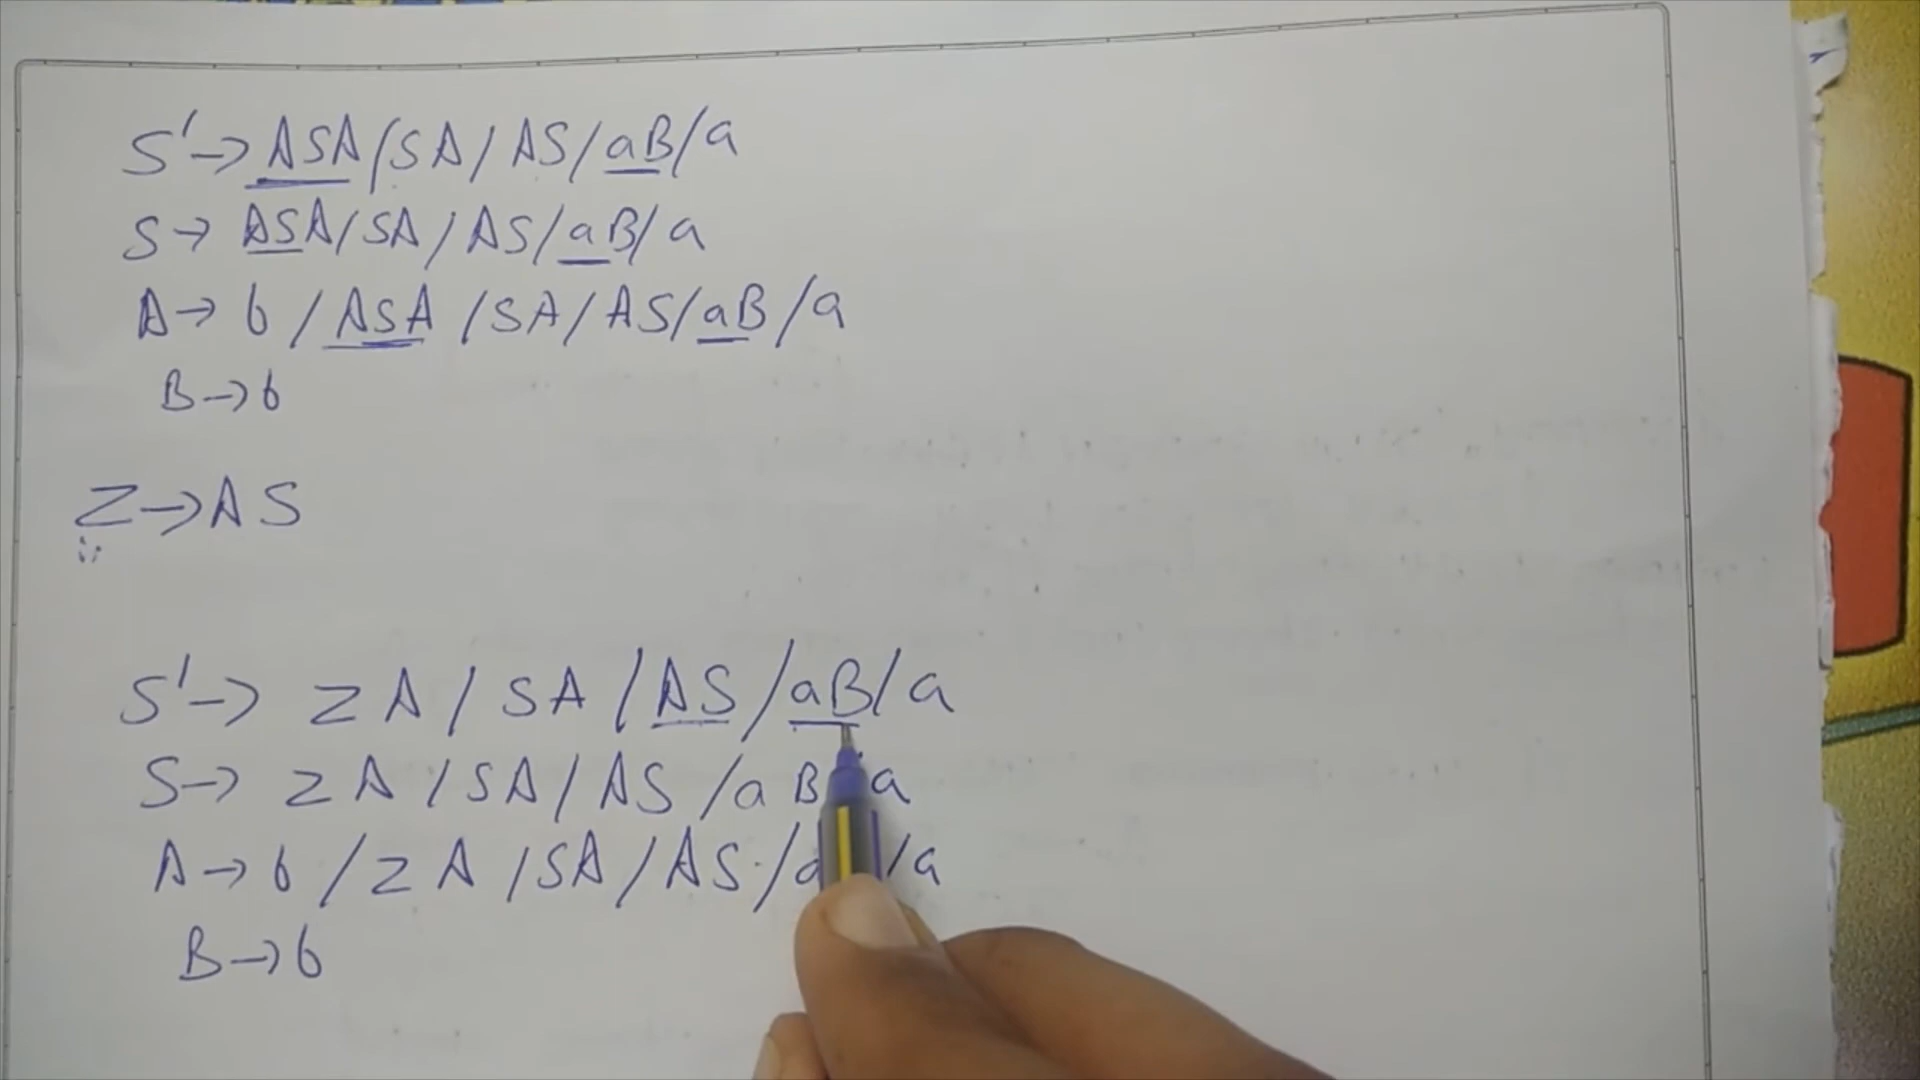 S' → ASA/SA/AS/aB/a
S → ASA/SA/AS/aB/a
A → b/ASA/SA/AS/aB/a
B → b
Z → AS
S' → ZA/SA/AS/aB/a
S → ZA/SA/AS/aB/a
A → b/ZA/SA/AS/a /a
B → b